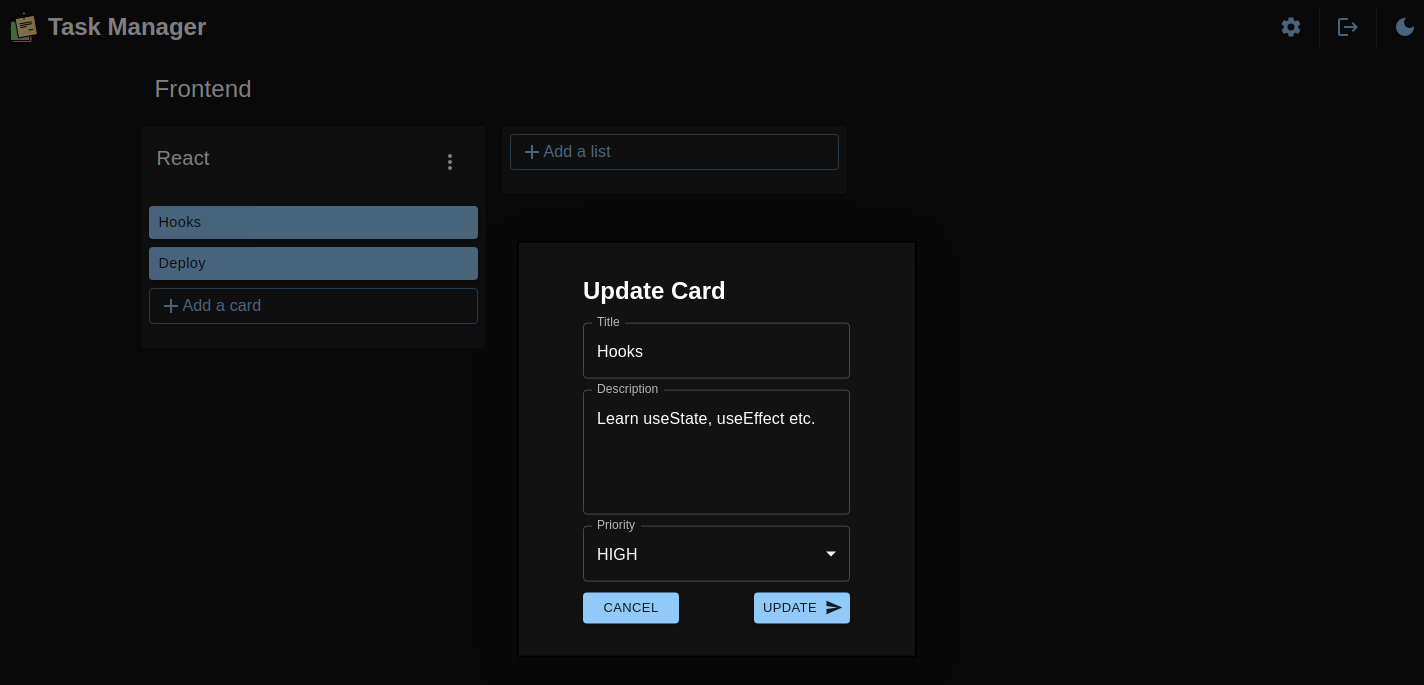 Task Manager
Frontend
React
Add a list
Hooks
Deploy
Add a card
Update Card
Title
Hooks
Description
Learn useState, useEffect etc.
Priority
HIGH
CANCEL
UPDATE